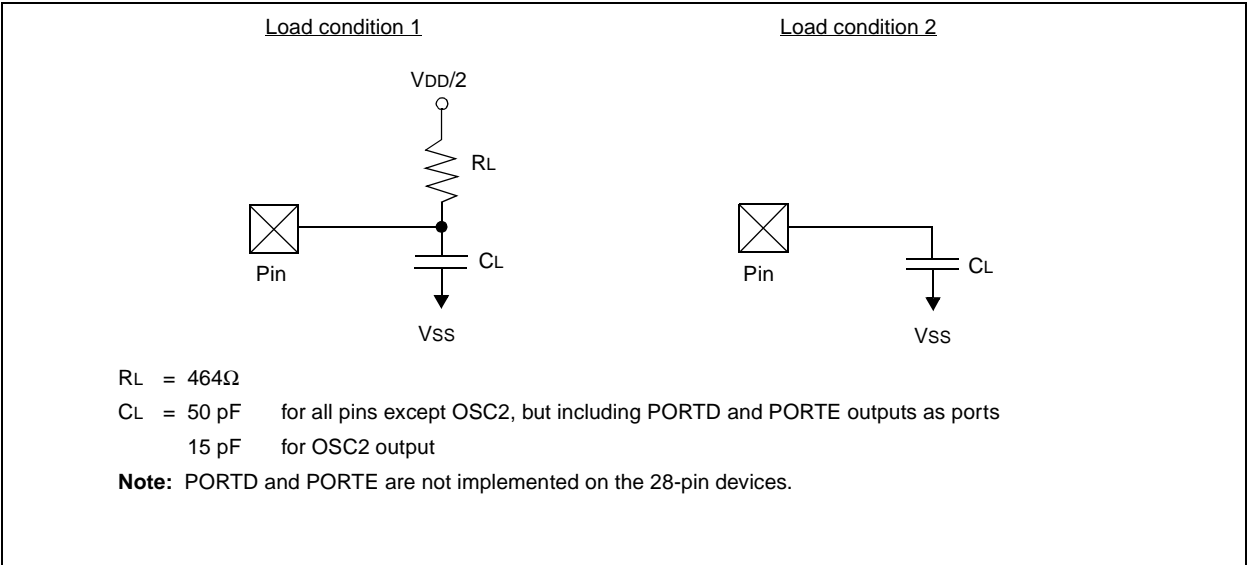 Load condition 1
Load condition 2
VDD/2
RL
CL
Pin
VSS
CL
Pin
VSS
RL = 464Ω
CL = 50 pF for all pins except OSC2, but including PORTD and PORTE outputs as ports
15 pF for OSC2 output
Note: PORTD and PORTE are not implemented on the 28-pin devices.